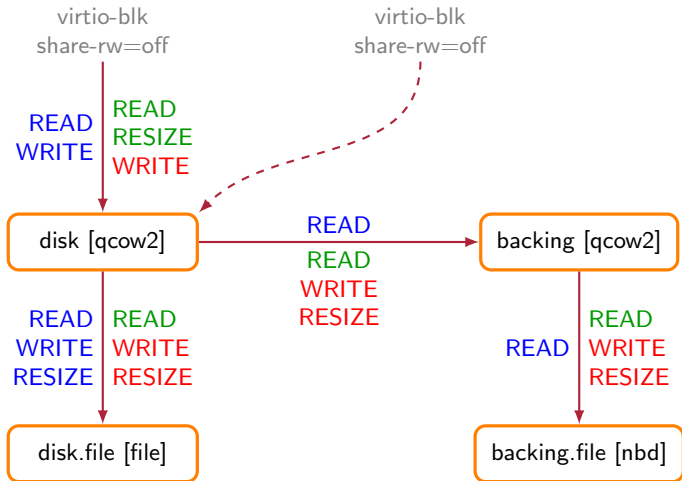 virtio-blk
share-rw=off
virtio-blk
share-rw=off
READ
WRITE
READ
RESIZE
WRITE
disk [qcow2]
READ
READ
WRITE
RESIZE
backing [qcow2]
READ
WRITE
RESIZE
READ
WRITE
RESIZE
READ
READ
WRITE
RESIZE
disk.file [file]
backing.file [nbd]